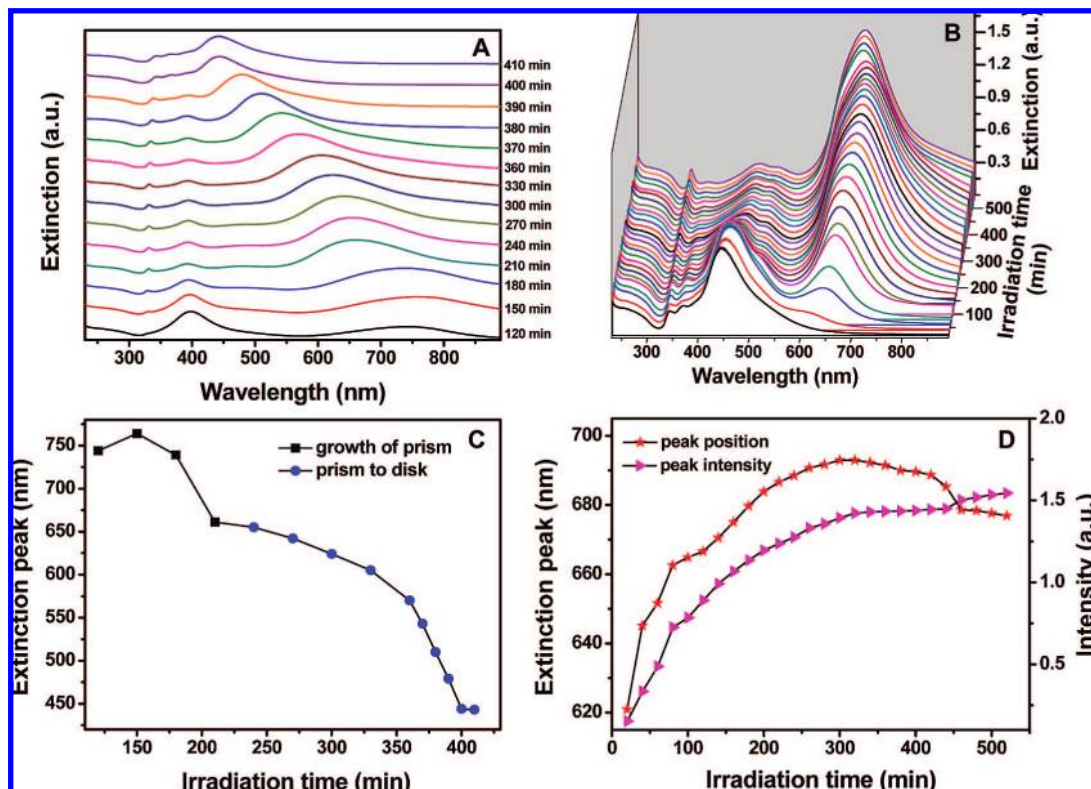 A
Extinction (a.u.)
410 min
400 min
390 min
380 min
370 min
360 min
330 min
300 min
270 min
240 min
210 min
180 min
150 min
120 min
300 400 500 600 700 800
Wavelength (nm)
B
1.5
1.2
0.9
0.6
0.3
Extinction (a.u.)
500
400
300
200
100
Irradiation time
(min)
300 400 500 600 700 800
Wavelength (nm)
C
growth of prism
prism to disk
750
700
650
600
550
500
450
Extinction peak (nm)
150 200 250 300 350 400
Irradiation time (min)
D
peak position
peak intensity
700
680
660
640
620
Extinction peak (nm)
2.0
1.5
1.0
0.5
Intensity (a.u.)
0 100 200 300 400 500
Irradiation time (min)